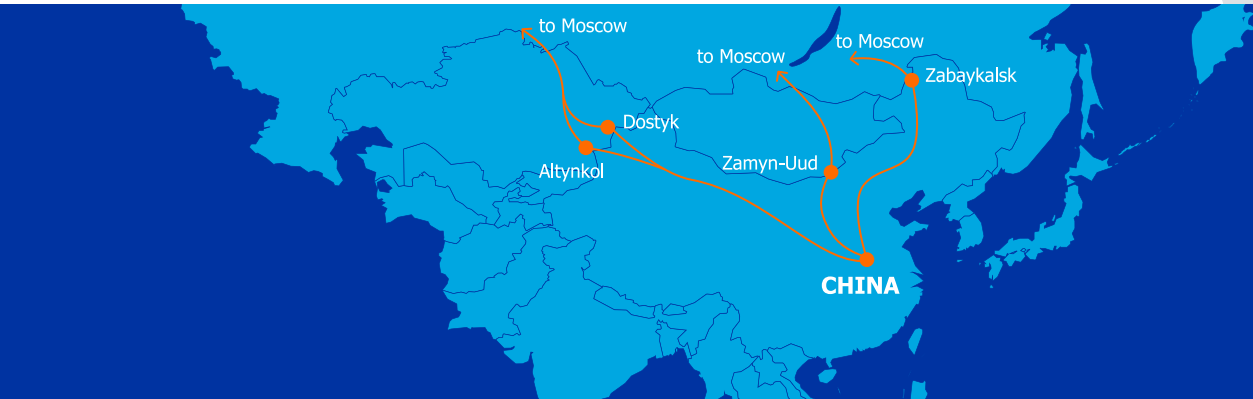 to Moscow
to Moscow
to Moscow
Zabaykalsk
Dostyk
Zamyn-Uud
Altynkol
CHINA